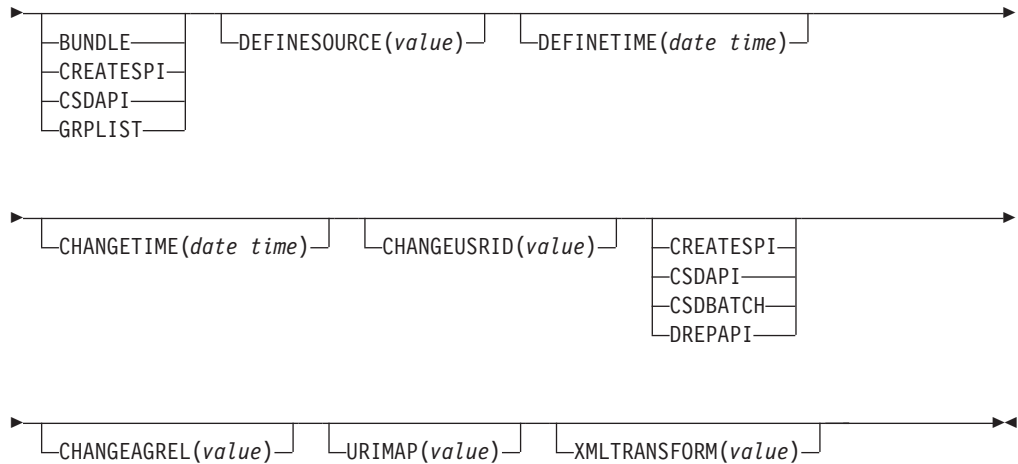 BUNDLE DEFINESOURCE(value) DEFINETIME(date time)
CREATESPI
CSDAPI
GRPLIST
CHANGETIME(date time) CHANGEUSRID(value) CREATESPI
CSDAPI
CSDBATCH
DREPAPI
CHANGEAGREL(value) URIMAP(value) XMLTRANSFORM(value)